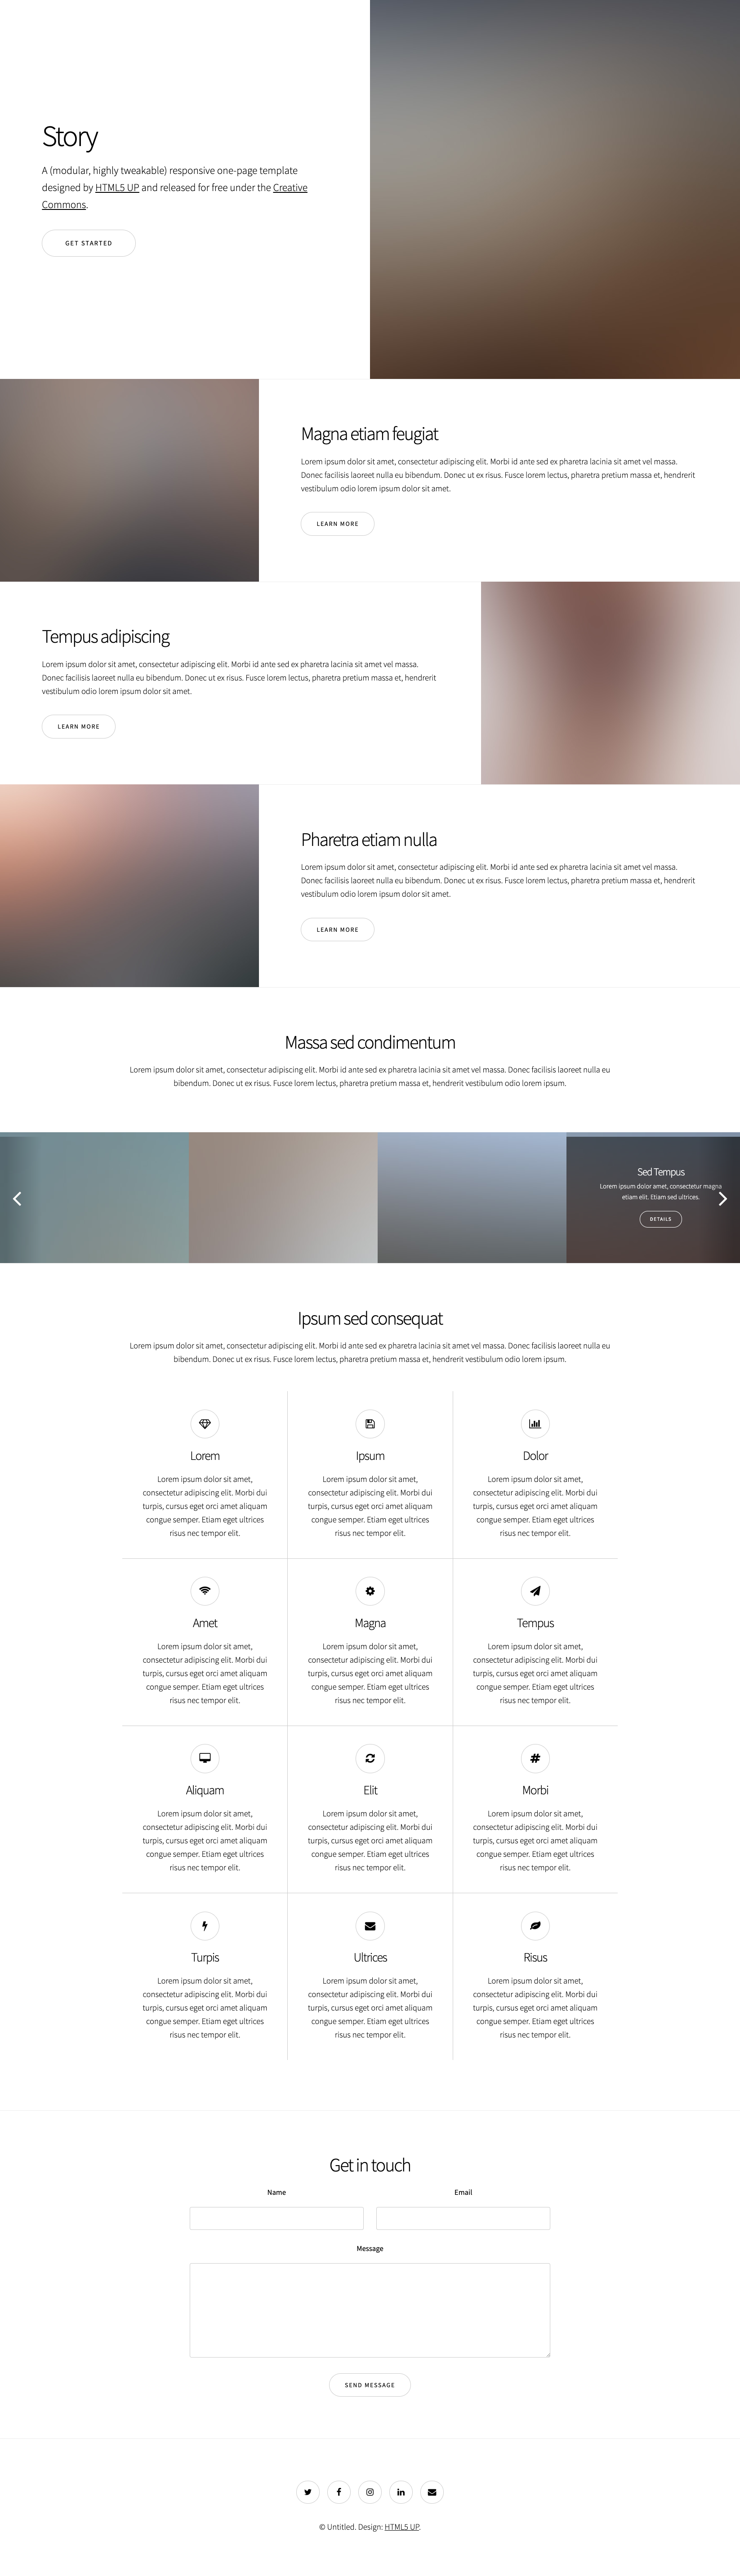 Story
A (modular, highly tweakable) responsive one-page template
designed by HTML5 UP and released for free under the Creative
Commons.
GET STARTED
Magna etiam feugiat
Lorem ipsum dolor sit amet, consectetur adipiscing elit. Morbi id ante sed ex pharetra lacinia sit amet vel massa.
Donec facilisis laoreet nulla eu bibendum. Donec ut ex risus. Fusce lorem lectus, pharetra pretium massa et, hendrerit
vestibulum odio lorem ipsum dolor sit amet.
LEARN MORE
Tempus adipiscing
Lorem ipsum dolor sit amet, consectetur adipiscing elit. Morbi id ante sed ex pharetra lacinia sit amet vel massa.
Donec facilisis laoreet nulla eu bibendum. Donec ut ex risus. Fusce lorem lectus, pharetra pretium massa et, hendrerit
vestibulum odio lorem ipsum dolor sit amet.
LEARN MORE
Pharetra etiam nulla
Lorem ipsum dolor sit amet, consectetur adipiscing elit. Morbi id ante sed ex pharetra lacinia sit amet vel massa.
Donec facilisis laoreet nulla eu bibendum. Donec ut ex risus. Fusce lorem lectus, pharetra pretium massa et, hendrerit
vestibulum odio lorem ipsum dolor sit amet.
LEARN MORE
Massa sed condimentum
Lorem ipsum dolor sit amet, consectetur adipiscing elit. Morbi id ante sed ex pharetra lacinia sit amet vel massa. Donec facilisis laoreet nulla eu
bibendum. Donec ut ex risus. Fusce lorem lectus, pharetra pretium massa et, hendrerit vestibulum odio lorem ipsum.
Sed Tempus
Lorem ipsum dolor amet, consectetur magna
etiam elit. Etiam sed ultrices.
DETAILS
Ipsum sed consequat
Lorem ipsum dolor sit amet, consectetur adipiscing elit. Morbi id ante sed ex pharetra lacinia sit amet vel massa. Donec facilisis laoreet nulla eu
bibendum. Donec ut ex risus. Fusce lorem lectus, pharetra pretium massa et, hendrerit vestibulum odio lorem ipsum.
Lorem
Lorem ipsum dolor sit amet,
consectetur adipiscing elit. Morbi dui
turpis, cursus eget orci amet aliquam
congue semper. Etiam eget ultrices
risus nec tempor elit.
Ipsum
Lorem ipsum dolor sit amet,
consectetur adipiscing elit. Morbi dui
turpis, cursus eget orci amet aliquam
congue semper. Etiam eget ultrices
risus nec tempor elit.
Dolor
Lorem ipsum dolor sit amet,
consectetur adipiscing elit. Morbi dui
turpis, cursus eget orci amet aliquam
congue semper. Etiam eget ultrices
risus nec tempor elit.
Amet
Lorem ipsum dolor sit amet,
consectetur adipiscing elit. Morbi dui
turpis, cursus eget orci amet aliquam
congue semper. Etiam eget ultrices
risus nec tempor elit.
Magna
Lorem ipsum dolor sit amet,
consectetur adipiscing elit. Morbi dui
turpis, cursus eget orci amet aliquam
congue semper. Etiam eget ultrices
risus nec tempor elit.
Tempus
Lorem ipsum dolor sit amet,
consectetur adipiscing elit. Morbi dui
turpis, cursus eget orci amet aliquam
congue semper. Etiam eget ultrices
risus nec tempor elit.
Aliquam
Lorem ipsum dolor sit amet,
consectetur adipiscing elit. Morbi dui
turpis, cursus eget orci amet aliquam
congue semper. Etiam eget ultrices
risus nec tempor elit.
Elit
Lorem ipsum dolor sit amet,
consectetur adipiscing elit. Morbi dui
turpis, cursus eget orci amet aliquam
congue semper. Etiam eget ultrices
risus nec tempor elit.
Morbi
Lorem ipsum dolor sit amet,
consectetur adipiscing elit. Morbi dui
turpis, cursus eget orci amet aliquam
congue semper. Etiam eget ultrices
risus nec tempor elit.
Turpis
Lorem ipsum dolor sit amet,
consectetur adipiscing elit. Morbi dui
turpis, cursus eget orci amet aliquam
congue semper. Etiam eget ultrices
risus nec tempor elit.
Ultrices
Lorem ipsum dolor sit amet,
consectetur adipiscing elit. Morbi dui
turpis, cursus eget orci amet aliquam
congue semper. Etiam eget ultrices
risus nec tempor elit.
Risus
Lorem ipsum dolor sit amet,
consectetur adipiscing elit. Morbi dui
turpis, cursus eget orci amet aliquam
congue semper. Etiam eget ultrices
risus nec tempor elit.
Get in touch
Name
Email
Message
SEND MESSAGE
© Untitled. Design: HTML5 UP.